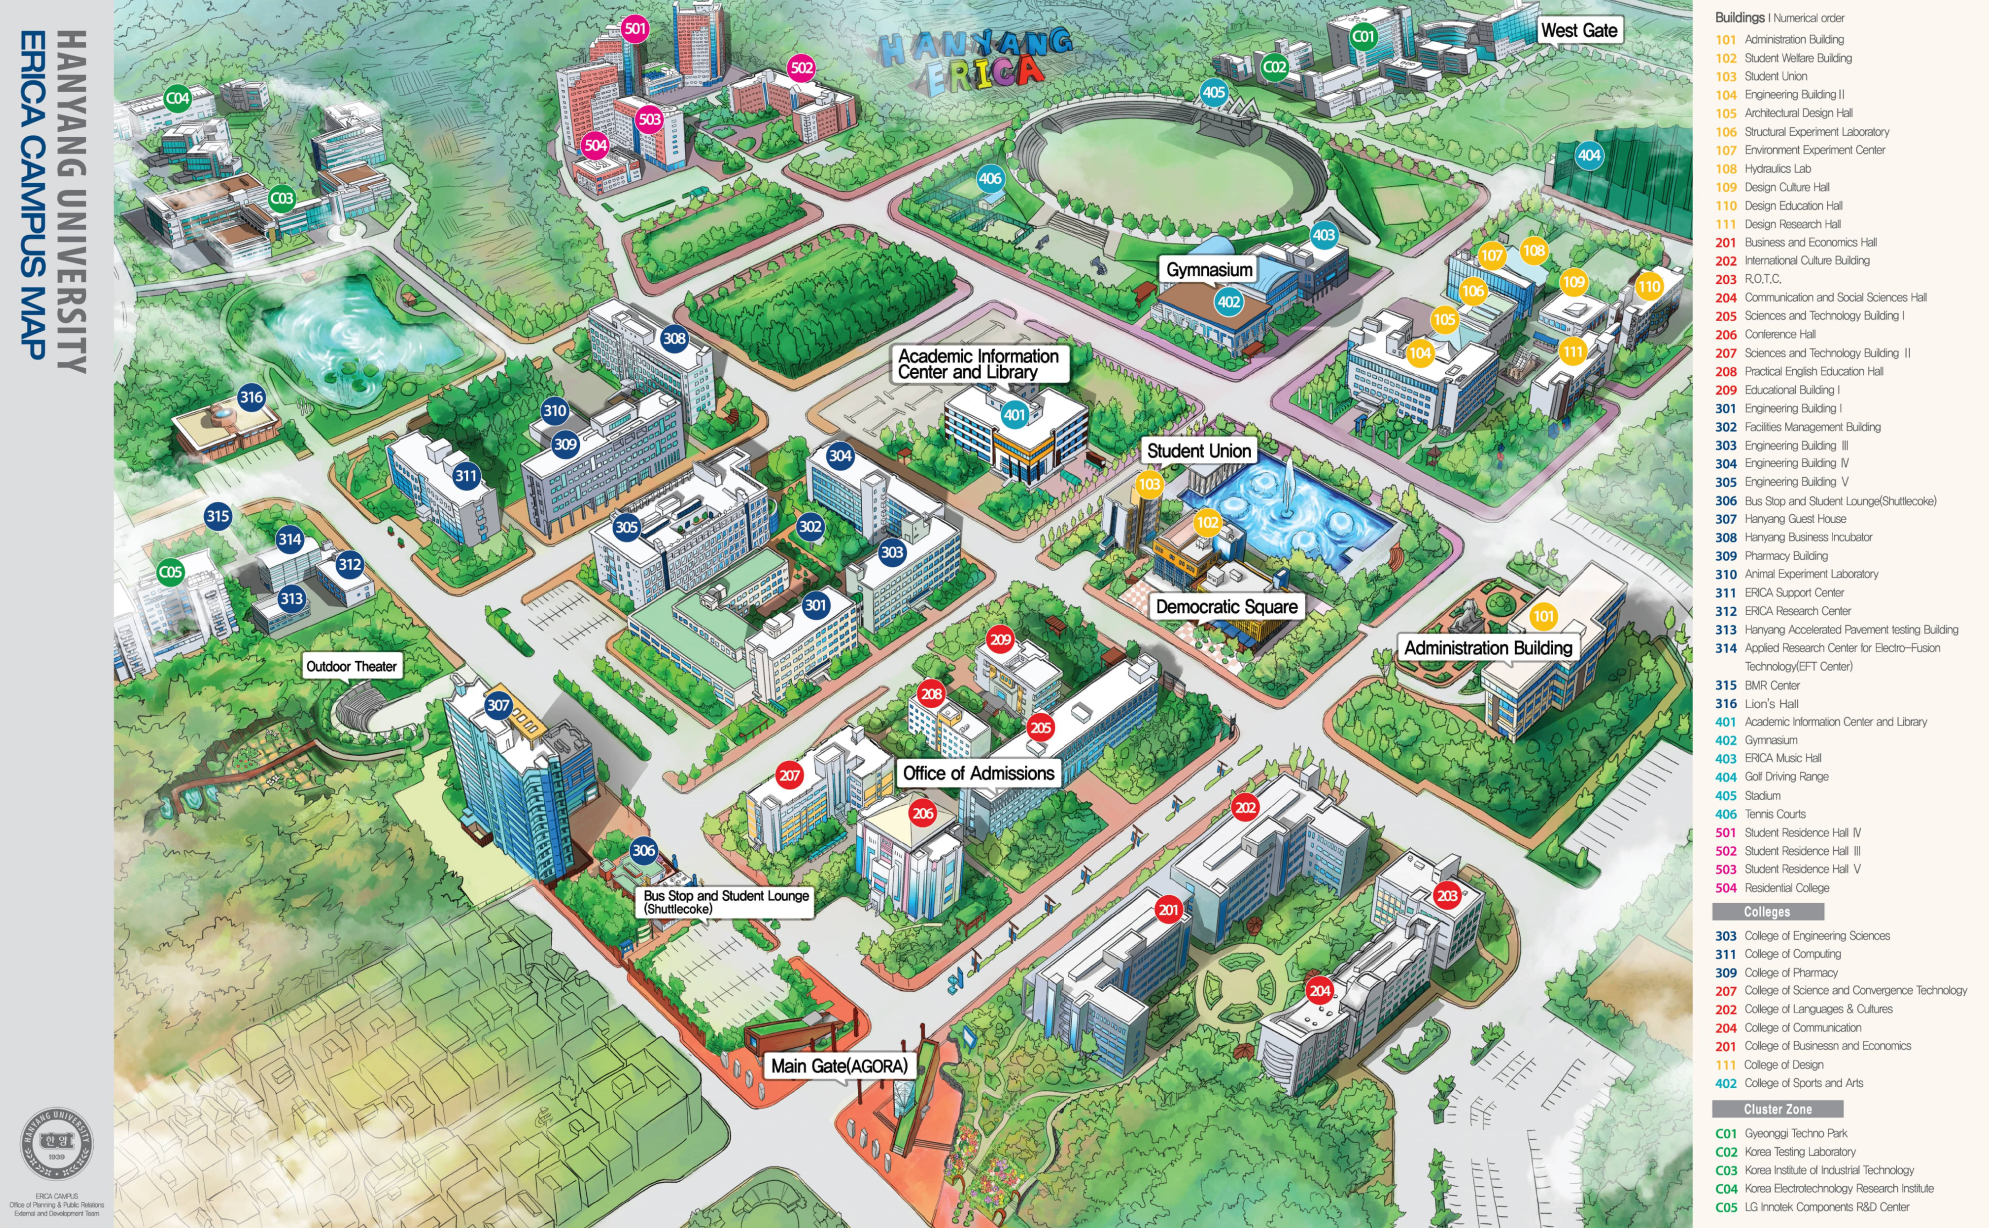 HANYANG UNIVERSITY
ERICA CAMPUS MAP
HANYANG UNIVERSITY
한양
1939
ERICA CAMPUS
Office of Planning & Public Relations
External and Development Team
HANYANG
ERICA
West Gate
C01
C02
501
502
503
504
C04
C03
405
404
406
403
Gymnasium
402
107
108
106
109
110
105
104
111
308
Academic Information
Center and Library
401
316
310
309
311
304
Student Union
103
102
315
314
305
302
303
C05
312
313
301
Democratic Square
101
Administration Building
209
Outdoor Theater
208
307
205
207
Office of Admissions
206
202
306
Bus Stop and Student Lounge
(Shuttlecoke)
201
203
204
Main Gate(AGORA)
Buildings | Numerical order
101 Administration Building
102 Student Welfare Building
103 Student Union
104 Engineering Building II
105 Architectural Design Hall
106 Structural Experiment Laboratory
107 Environment Experiment Center
108 Hydraulics Lab
109 Design Culture Hall
110 Design Education Hall
111 Design Research Hall
201 Business and Economics Hall
202 International Culture Building
203 R.O.T.C.
204 Communication and Social Sciences Hall
205 Sciences and Technology Building I
206 Conference Hall
207 Sciences and Technology Building II
208 Practical English Education Hall
209 Educational Building I
301 Engineering Building I
302 Facilities Management Building
303 Engineering Building III
304 Engineering Building IV
305 Engineering Building V
306 Bus Stop and Student Lounge(Shuttlecoke)
307 Hanyang Guest House
308 Hanyang Business Incubator
309 Pharmacy Building
310 Animal Experiment Laboratory
311 ERICA Support Center
312 ERICA Research Center
313 Hanyang Accelerated Pavement testing Building
314 Applied Research Center for Electro-Fusion
Technology(EFT Center)
315 BMR Center
316 Lion's Hall
401 Academic Information Center and Library
402 Gymnasium
403 ERICA Music Hall
404 Golf Driving Range
405 Stadium
406 Tennis Courts
501 Student Residence Hall IV
502 Student Residence Hall III
503 Student Residence Hall V
504 Residential College
Colleges
303 College of Engineering Sciences
311 College of Computing
309 College of Pharmacy
207 College of Science and Convergence Technology
202 College of Languages & Cultures
204 College of Communication
201 College of Businessn and Economics
111 College of Design
402 College of Sports and Arts
Cluster Zone
C01 Gyeonggi Techno Park
C02 Korea Testing Laboratory
C03 Korea Institute of Industrial Technology
C04 Korea Electrotechnology Research Institute
C05 LG Innotek Components R&D Center